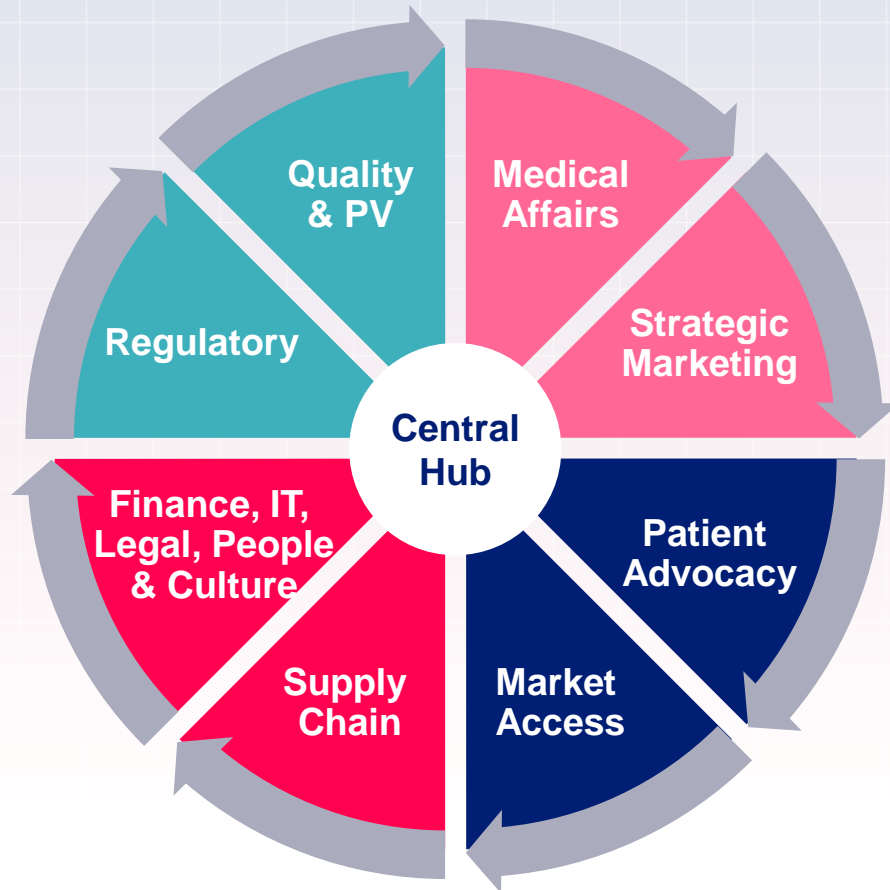 Quality
& PV
Medical
Affairs
Regulatory
Strategic
Marketing
Central
Hub
Finance, IT,
Legal, People
& Culture
Patient
Advocacy
Supply
Chain
Market
Access